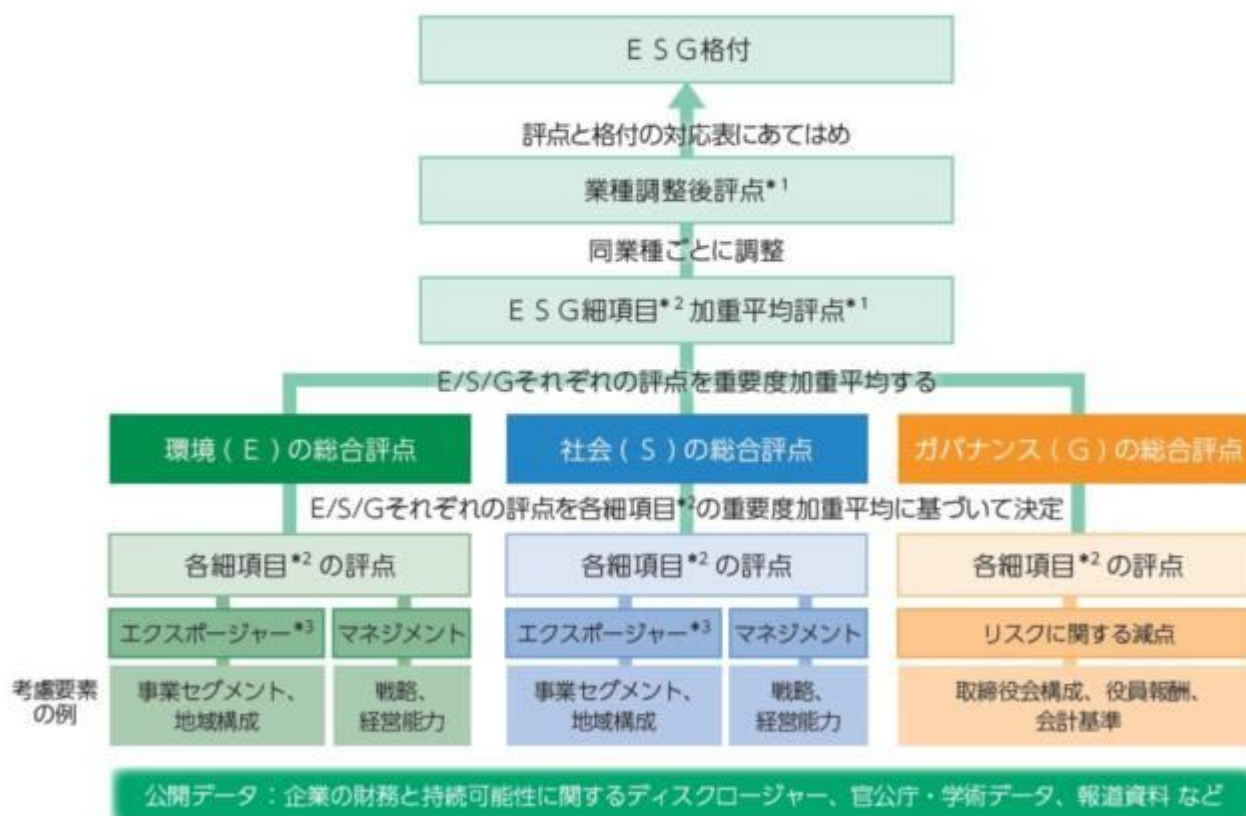 ＥＳＧ格付
評点と格付の対応表にあてはめ
業種調整後評点*1
同業種ごとに調整
ＥＳＧ細項目*2 加重平均評点*1
E/S/Gそれぞれの評点を重要度加重平均する
環境(Ｅ)の総合評点
社会(Ｓ)の総合評点
ガバナンス(Ｇ)の総合評点
E/S/Gそれぞれの評点を各細項目*2の重要度加重平均に基づいて決定
各細項目*2 の評点
各細項目*2 の評点
各細項目*2 の評点
エクスポージャー*3
マネジメント
エクスポージャー*3
マネジメント
リスクに関する減点
考慮要素
の例
事業セグメント、
地域構成
戦略、
経営能力
事業セグメント、
地域構成
戦略、
経営能力
取締役会構成、役員報酬、
会計基準
公開データ：企業の財務と持続可能性に関するディスクロージャー、官公庁・学術データ、報道資料 など